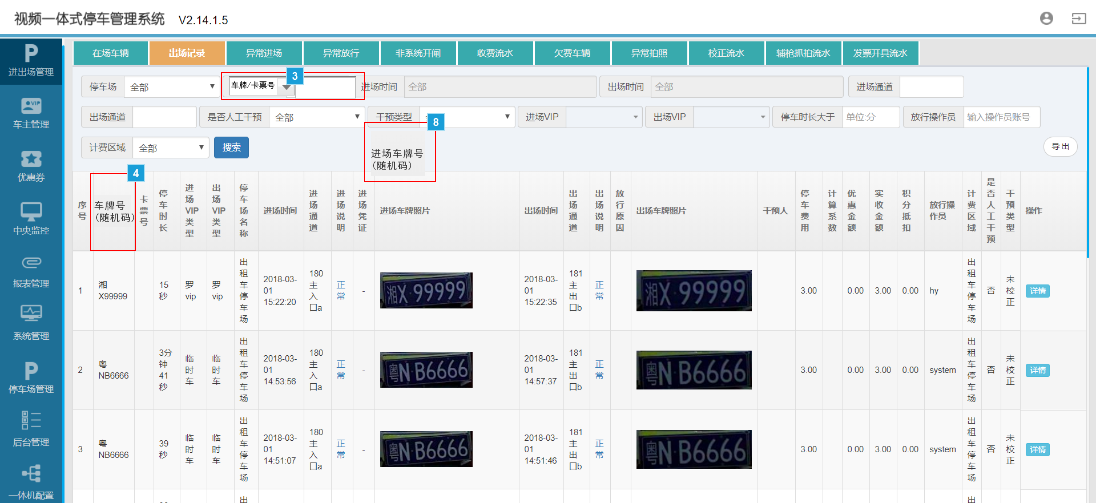 视频一体式停车管理系统 V2.14.1.5
P
进出场管理
VIP
车主管理
优惠券
中央监控
报表管理
系统管理
P
停车场管理
后台管理
一体机配置
在场车辆 出场记录 异常进场 异常放行 非系统开闸 收费流水 欠费车辆 异常拍照 校正流水 辅抢抓拍流水 发票开具流水
停车场 全部 车牌/卡票号 3 进场时间 全部 出场时间 全部 进场通道
出场通道 是否人工干预 全部 干预类型 8 进场VIP 出场VIP 停车时长大于 单位:分 放行操作员 输入操作员账号
计费区域 全部 搜索 进场车牌号 导出
(随机码)
4
序号 车牌号(随机码) 卡票号 停车时长 进场VIP类型 出场VIP类型 停车场名称 进场时间 进场通道 进场说明 进场凭证 进场车牌照片 出场时间 出场通道 出场说明 放行原因 出场车牌照片 干预人 停车费用 计算系数 优惠金额 实收金额 积分抵扣 放行操作员 计费区域 是否人工干预 干预类型 操作
1 湘X99999 15秒 罗vip 罗vip 出租车停车场 2018-03-01 15:22:20 180主入口a 正常 - 湘X·99999 2018-03-01 15:22:35 181主出口b 正常 湘X·99999 3.00 0.00 3.00 0.00 hy 出租车停车场 否 未校正 详情
2 粤NB6666 3分钟41秒 临时车 临时车 出租车停车场 2018-03-01 14:53:56 180主入口a 正常 - 粤N·B6666 2018-03-01 14:57:37 181主出口b 正常 粤N·B6666 3.00 0.00 3.00 0.00 system 出租车停车场 否 未校正 详情
3 粤NB6666 39秒 临时车 临时车 出租车停车场 2018-03-01 14:51:07 180主入口a 正常 - 粤N·B6666 2018-03-01 14:51:46 181主出口b 正常 粤N·B6666 3.00 0.00 3.00 0.00 system 出租车停车场 否 未校正 详情